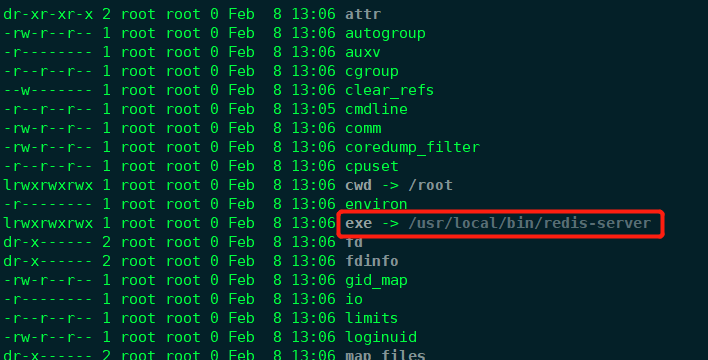 dr-xr-xr-x 2 root root 0 Feb  8 13:06 attr
-rw-r--r-- 1 root root 0 Feb  8 13:06 autogroup
-r-------- 1 root root 0 Feb  8 13:06 auxv
-r--r--r-- 1 root root 0 Feb  8 13:06 cgroup
--w------- 1 root root 0 Feb  8 13:06 clear_refs
-r--r--r-- 1 root root 0 Feb  8 13:05 cmdline
-rw-r--r-- 1 root root 0 Feb  8 13:06 comm
-rw-r--r-- 1 root root 0 Feb  8 13:06 coredump_filter
-r--r--r-- 1 root root 0 Feb  8 13:06 cpuset
lrwxrwxrwx 1 root root 0 Feb  8 13:06 cwd -> /root
-r-------- 1 root root 0 Feb  8 13:06 environ
lrwxrwxrwx 1 root root 0 Feb  8 13:06 exe -> /usr/local/bin/redis-server
dr-x------ 2 root root 0 Feb  8 13:06 fd
dr-x------ 2 root root 0 Feb  8 13:06 fdinfo
-rw-r--r-- 1 root root 0 Feb  8 13:06 gid_map
-r-------- 1 root root 0 Feb  8 13:06 io
-r--r--r-- 1 root root 0 Feb  8 13:06 limits
-rw-r--r-- 1 root root 0 Feb  8 13:06 loginuid
dr-x------ 2 root root 0 Feb  8 13:06 map_files